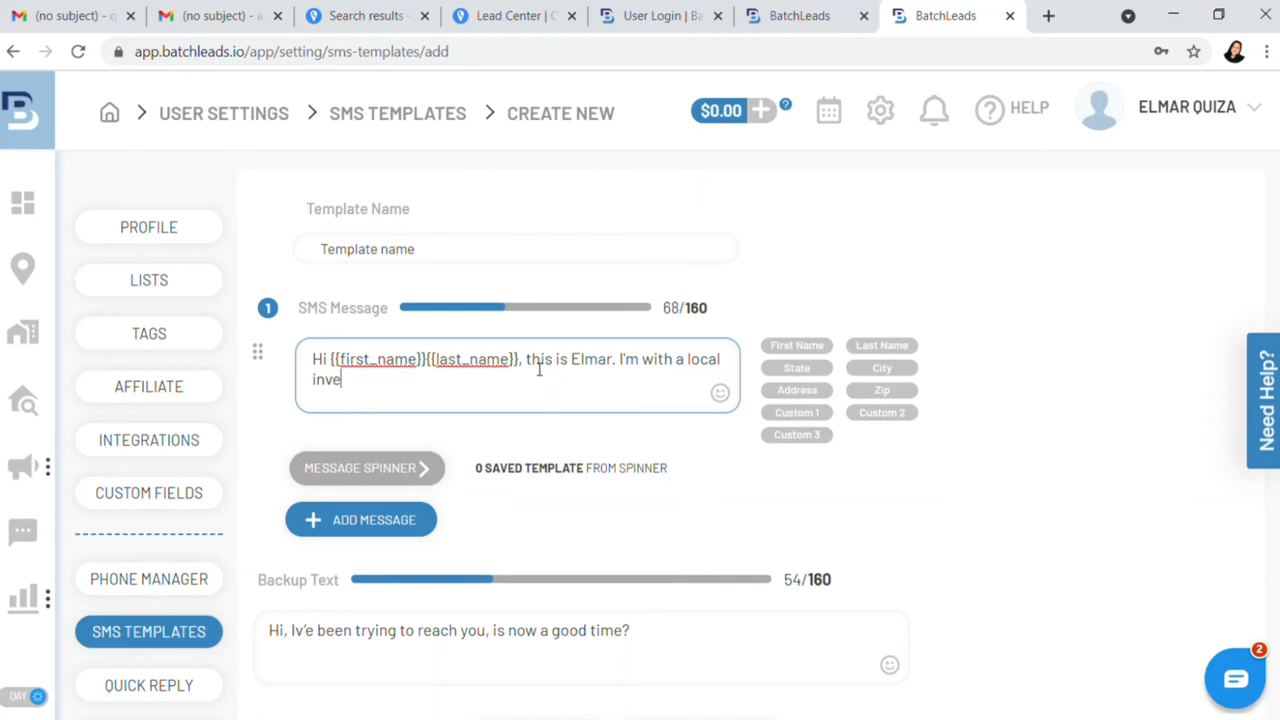 (no subject) - q
(no subject) - a
Search results -
Lead Center | C
User Login | Ba
BatchLeads
BatchLeads
app.batchleads.io/app/setting/sms-templates/add
USER SETTINGS
SMS TEMPLATES
CREATE NEW
$0.00
HELP
ELMAR QUIZA
Template Name
Template name
PROFILE
LISTS
TAGS
AFFILIATE
INTEGRATIONS
CUSTOM FIELDS
PHONE MANAGER
SMS TEMPLATES
QUICK REPLY
DAY
1
SMS Message
68/160
Hi {{first_name}}{{last_name}}, this is Elmar. I'm with a local
inve
First Name
Last Name
State
City
Address
Zip
Custom 1
Custom 2
Custom 3
MESSAGE SPINNER
0 SAVED TEMPLATE FROM SPINNER
ADD MESSAGE
Backup Text
54/160
Hi, Iv'e been trying to reach you, is now a good time?
Need Help?
2